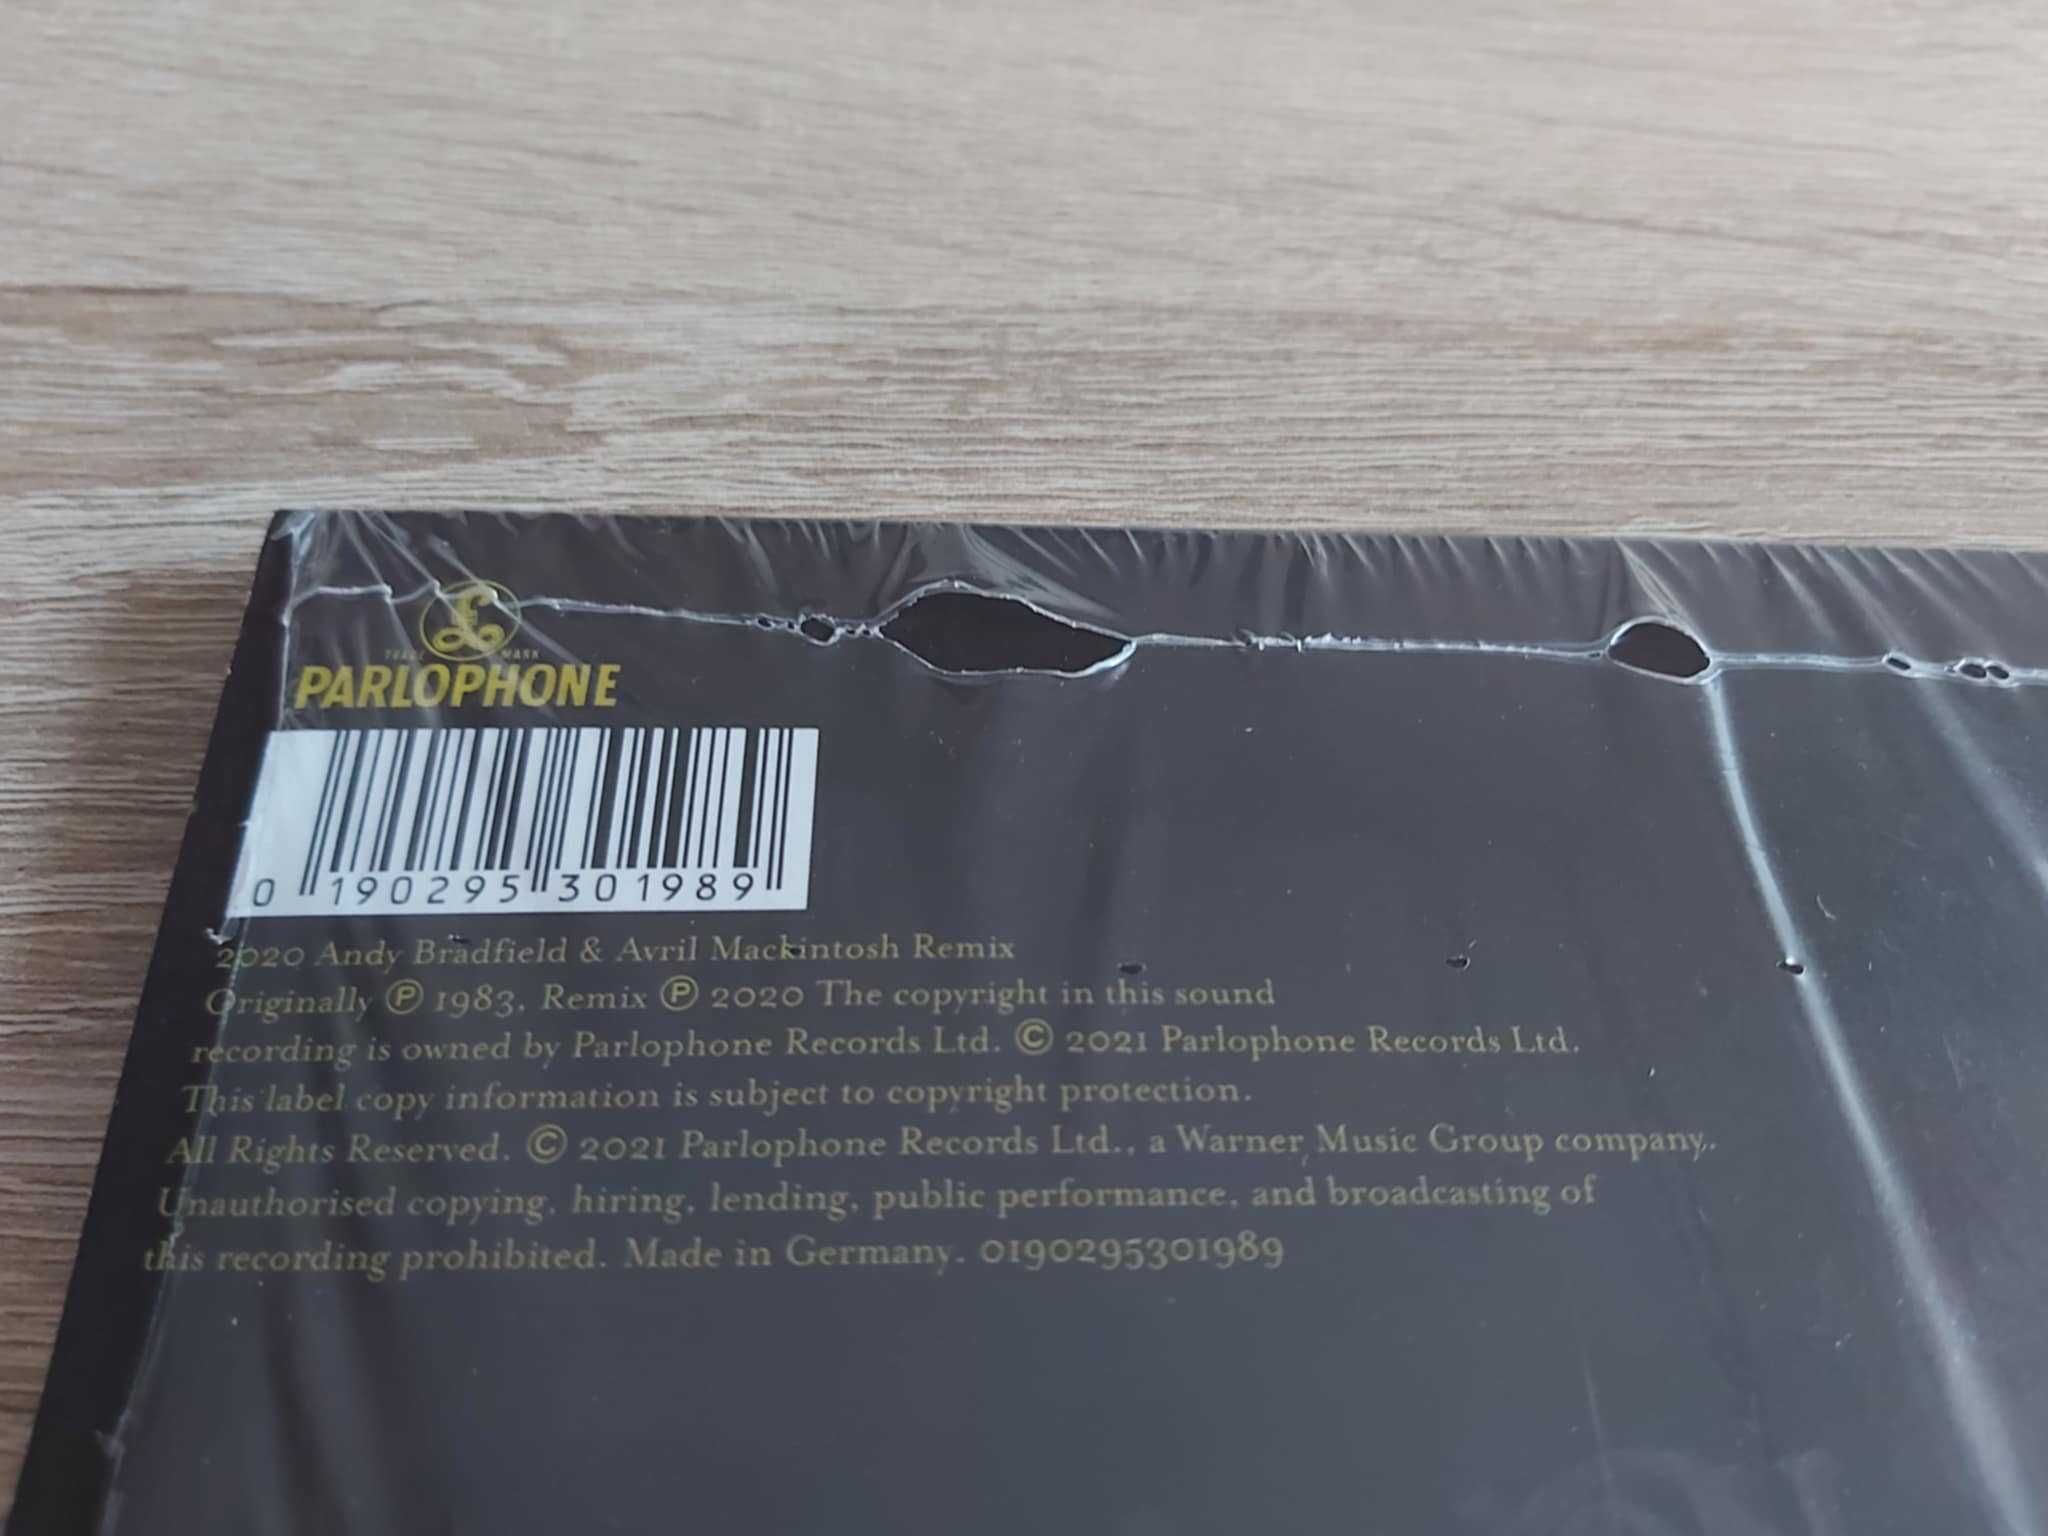 £
TRADE MARK
PARLOPHONE
0 190295 301989
2020 Andy Bradfield & Avril Mackintosh Remix
Originally Ⓟ 1983, Remix Ⓟ 2020 The copyright in this sound
recording is owned by Parlophone Records Ltd. © 2021 Parlophone Records Ltd.
This label copy information is subject to copyright protection.
All Rights Reserved. © 2021 Parlophone Records Ltd., a Warner Music Group company.
Unauthorised copying, hiring, lending, public performance, and broadcasting of
this recording prohibited. Made in Germany. 0190295301989